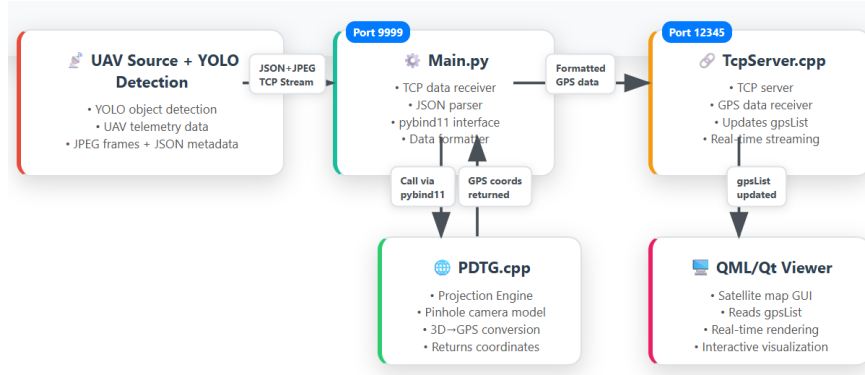 Port 9999
Port 12345
UAV Source + YOLO
Detection
• YOLO object detection
• UAV telemetry data
• JPEG frames + JSON metadata
JSON+JPEG
TCP Stream
Main.py
• TCP data receiver
• JSON parser
• pybind11 interface
• Data formatter
Formatted
GPS data
TcpServer.cpp
• TCP server
• GPS data receiver
• Updates gpsList
• Real-time streaming
Call via
pybind11
GPS coords
returned
gpsList
updated
PDTG.cpp
• Projection Engine
• Pinhole camera model
• 3D→GPS conversion
• Returns coordinates
QML/Qt Viewer
• Satellite map GUI
• Reads gpsList
• Real-time rendering
• Interactive visualization